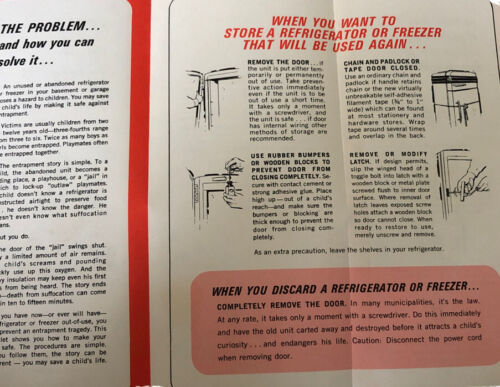 THE PROBLEM...
and how you can
solve it...
An unused or abandoned refrigerator
freezer in your basement or garage
poses a hazard to children. You may save
child's life by making it safe against
entrapment.
Victims are usually children from two
twelve years old—three-fourths range
from three to six. Twice as many boys as
girls become entrapped. Playmates often
are entrapped together.
The entrapment story is simple. To a
child, the abandoned unit becomes a
hiding place, a playhouse, or a "jail" in
which to lock-up "outlaw" playmates.
child doesn't know a refrigerator is
constructed airtight to preserve food
he doesn't know the danger. He
doesn't even know what suffocation
means.
But you do.
The door of the "jail" swings shut.
a limited amount of air remains.
child's screams and pounding
quickly use up this oxygen. And the
insulation may keep even his first
from being heard. The story ends
—death from suffocation can come
in ten to fifteen minutes.
you have now—or ever will have—
refrigerator or freezer out-of-use, you
prevent an entrapment tragedy. This
shows you how to make your
safe. The procedures are simple.
you follow them, the story can be
— you may save a child's life.
WHEN YOU WANT TO
STORE A REFRIGERATOR OR FREEZER
THAT WILL BE USED AGAIN...
REMOVE THE DOOR...if
the unit is put either tem-
porarily or permanently
out of use. Take preven-
tive action immediately
even if the unit is to be
out of use a short time,
it takes only a moment
with a screwdriver, and
the unit is safe...if door
has internal wiring other
methods of storage are
recommended.
CHAIN AND PADLOCK OR
TAPE DOOR CLOSED.
Use an ordinary chain and
padlock if handle retains
chain or the new virtually
unbreakable self-adhesive
filament tape (¾" to 1"
wide) which can be found
at most stationery and
hardware stores. Wrap
tape around several times
and overlap in the back.
USE RUBBER BUMPERS
OR WOODEN BLOCKS TO
PREVENT DOOR FROM
CLOSING COMPLETELY. Se-
cure with contact cement or
strong adhesive glue. Place
high up—out of a child's
reach—and make sure the
bumpers or blocking are
thick enough to prevent the
door from closing com-
pletely.
REMOVE OR MODIFY
LATCH. If design permits,
slip the winged head of a
toggle bolt into latch with a
wooden block or metal plate
screwed flush to inner door
surface. Where removal of
latch leaves exposed screw
holes attach a wooden block
so door cannot close. When
ready to restore to use,
merely unscrew and remove.
As an extra precaution, leave the shelves in your refrigerator.
WHEN YOU DISCARD A REFRIGERATOR OR FREEZER...
COMPLETELY REMOVE THE DOOR. In many municipalities, it's the law.
At any rate, it takes only a moment with a screwdriver. Do this immediately
and have the old unit carted away and destroyed before it attracts a child's
curiosity...and endangers his life. Caution: Disconnect the power cord
when removing door.